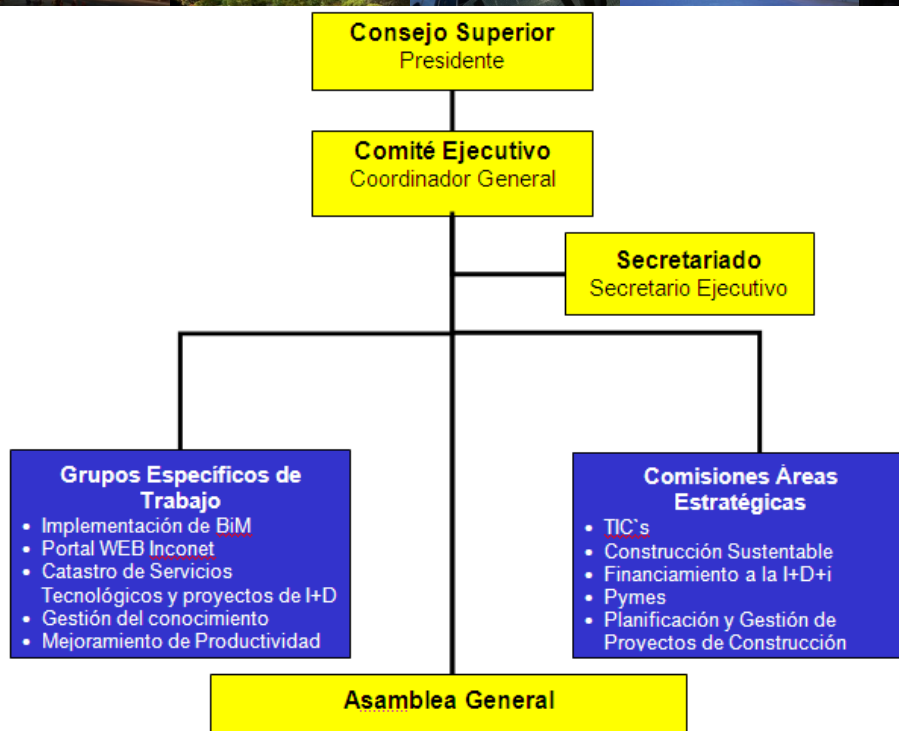 Consejo Superior
Presidente
Comité Ejecutivo
Coordinador General
Secretariado
Secretario Ejecutivo
Grupos Específicos de
Trabajo
• Implementación de BiM
• Portal WEB Inconet
• Catastro de Servicios
Tecnológicos y proyectos de I+D
• Gestión del conocimiento
• Mejoramiento de Productividad
Comisiones Áreas
Estratégicas
• TIC`s
• Construcción Sustentable
• Financiamiento a la I+D+i
• Pymes
• Planificación y Gestión de
Proyectos de Construcción
Asamblea General